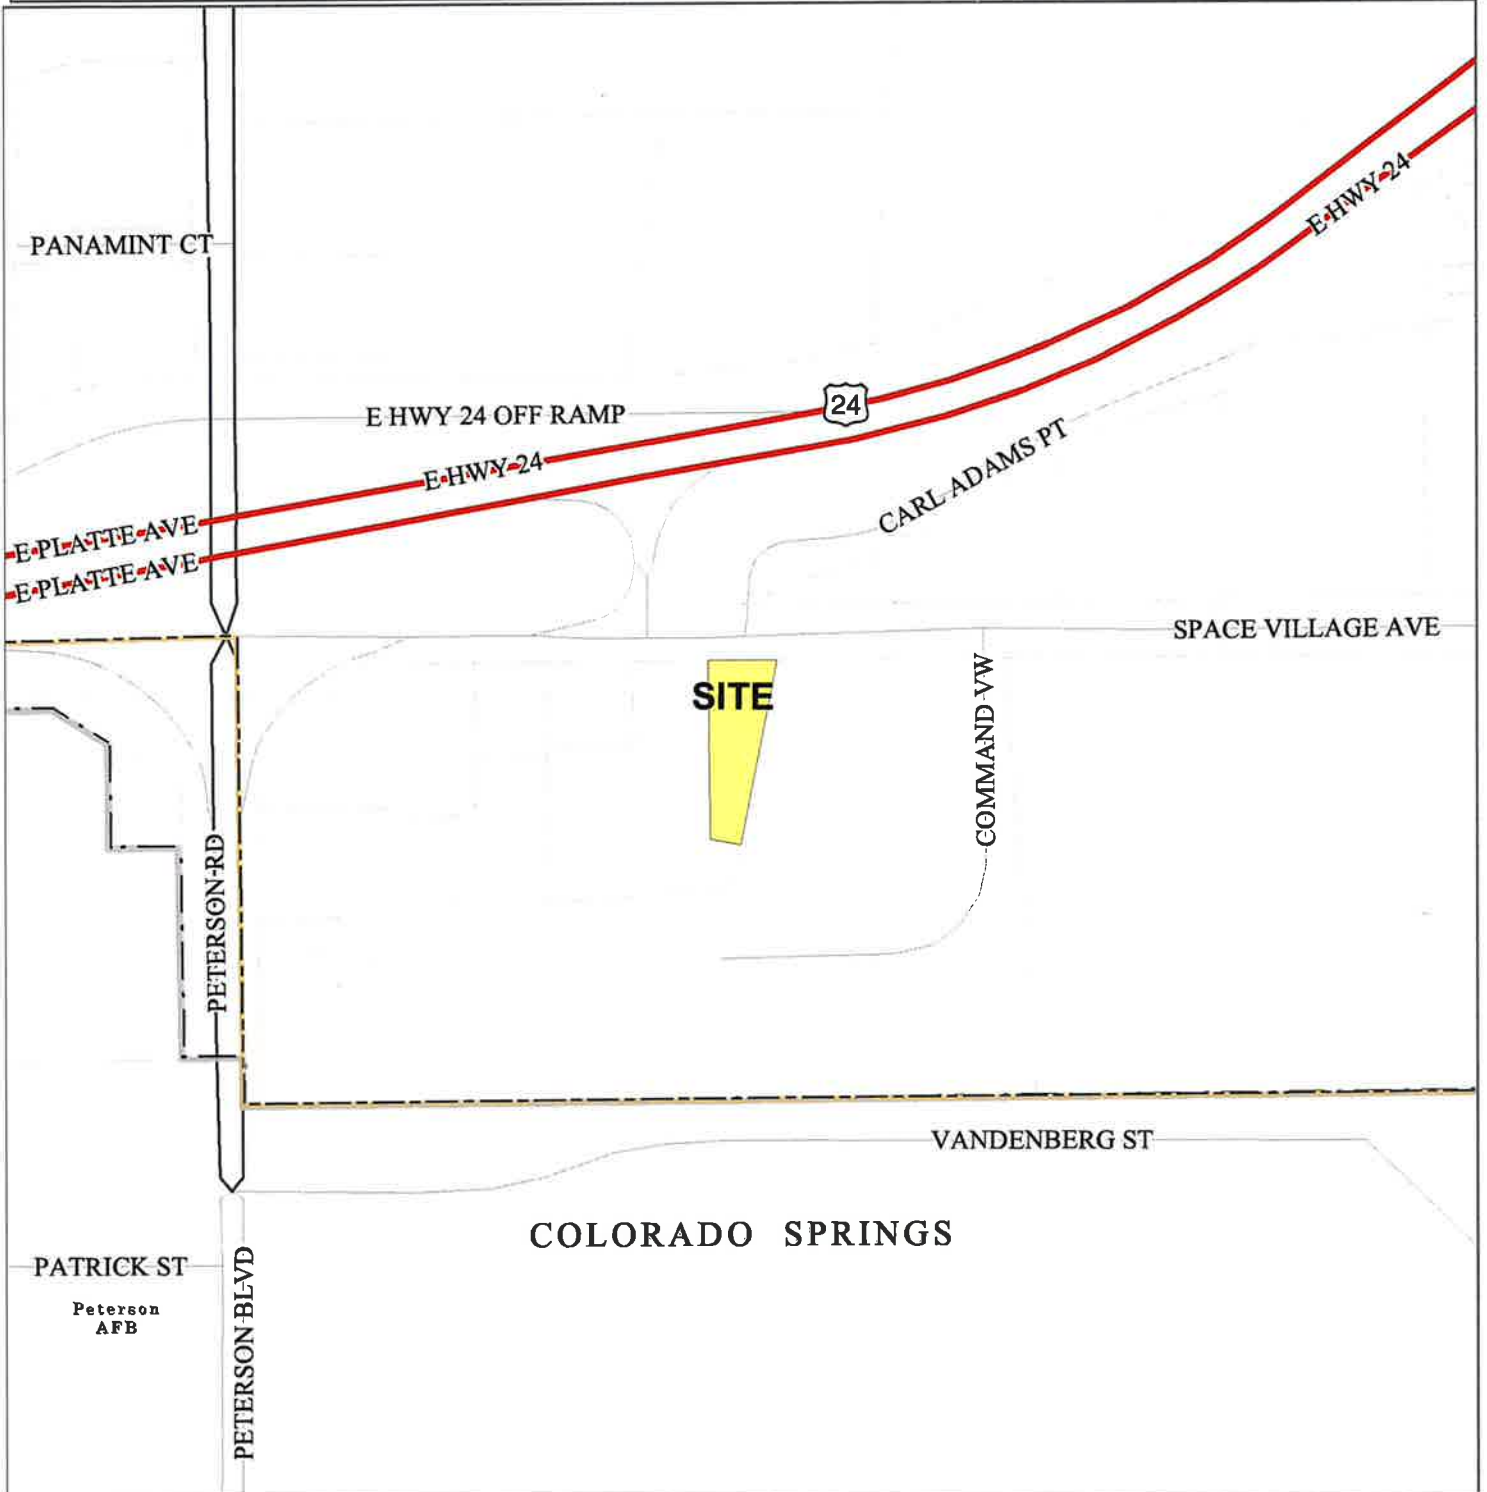 PANAMINT CT
E HWY 24
24
E HWY 24 OFF RAMP
E HWY 24
CARL ADAMS PT
E PLATTE AVE
E PLATTE AVE
SPACE VILLAGE AVE
SITE
COMMAND VW
PETERSON RD
VANDENBERG ST
COLORADO SPRINGS
PATRICK ST
Peterson
AFB
PETERSON BLVD